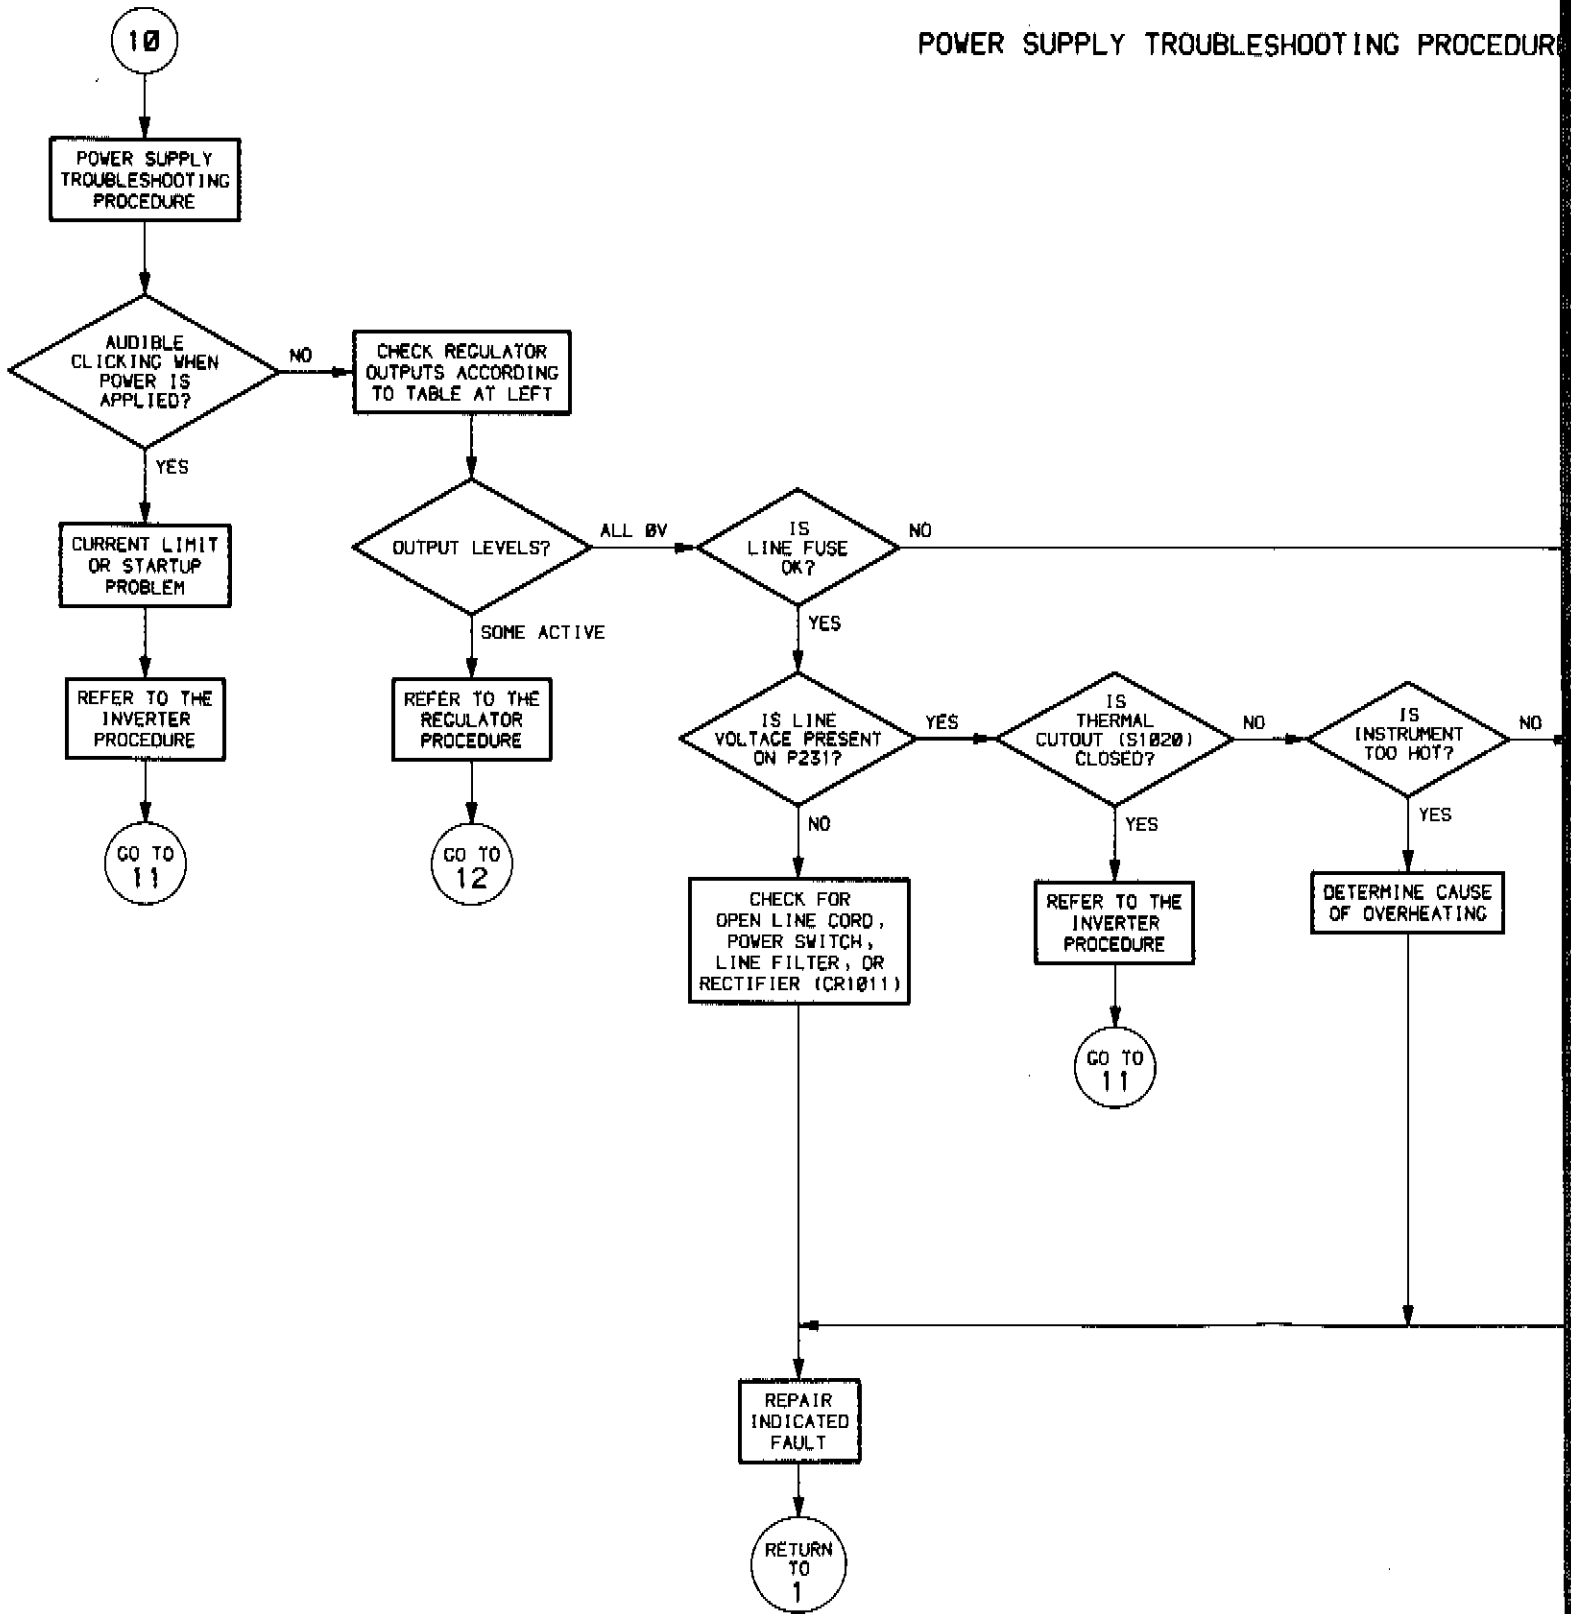 10
POWER SUPPLY TROUBLESHOOTING
POWER SUPPLY
TROUBLESHOOTING
PROCEDURE
AUDIBLE
CLICKING WHEN
POWER IS
APPLIED?
NO
CHECK REGULATOR
OUTPUTS ACCORDING
TO TABLE AT LEFT
YES
CURRENT LIMIT
OR STARTUP
PROBLEM
OUTPUT LEVELS?
ALL 0V
IS
LINE FUSE
OK?
NO
SOME ACTIVE
YES
REFER TO THE
INVERTER
PROCEDURE
REFER TO THE
REGULATOR
PROCEDURE
IS LINE
VOLTAGE PRESENT
ON P231?
YES
IS
THERMAL
CUTOUT (S1020)
CLOSED?
NO
IS
INSTRUMENT
TOO HOT?
NO
GO TO
11
GO TO
12
NO
YES
YES
CHECK FOR
OPEN LINE CORD,
POWER SWITCH,
LINE FILTER, OR
RECTIFIER (CR1011)
REFER TO THE
INVERTER
PROCEDURE
DETERMINE CAUSE
OF OVERHEATING
GO TO
11
REPAIR
INDICATED
FAULT
RETURN
TO
1